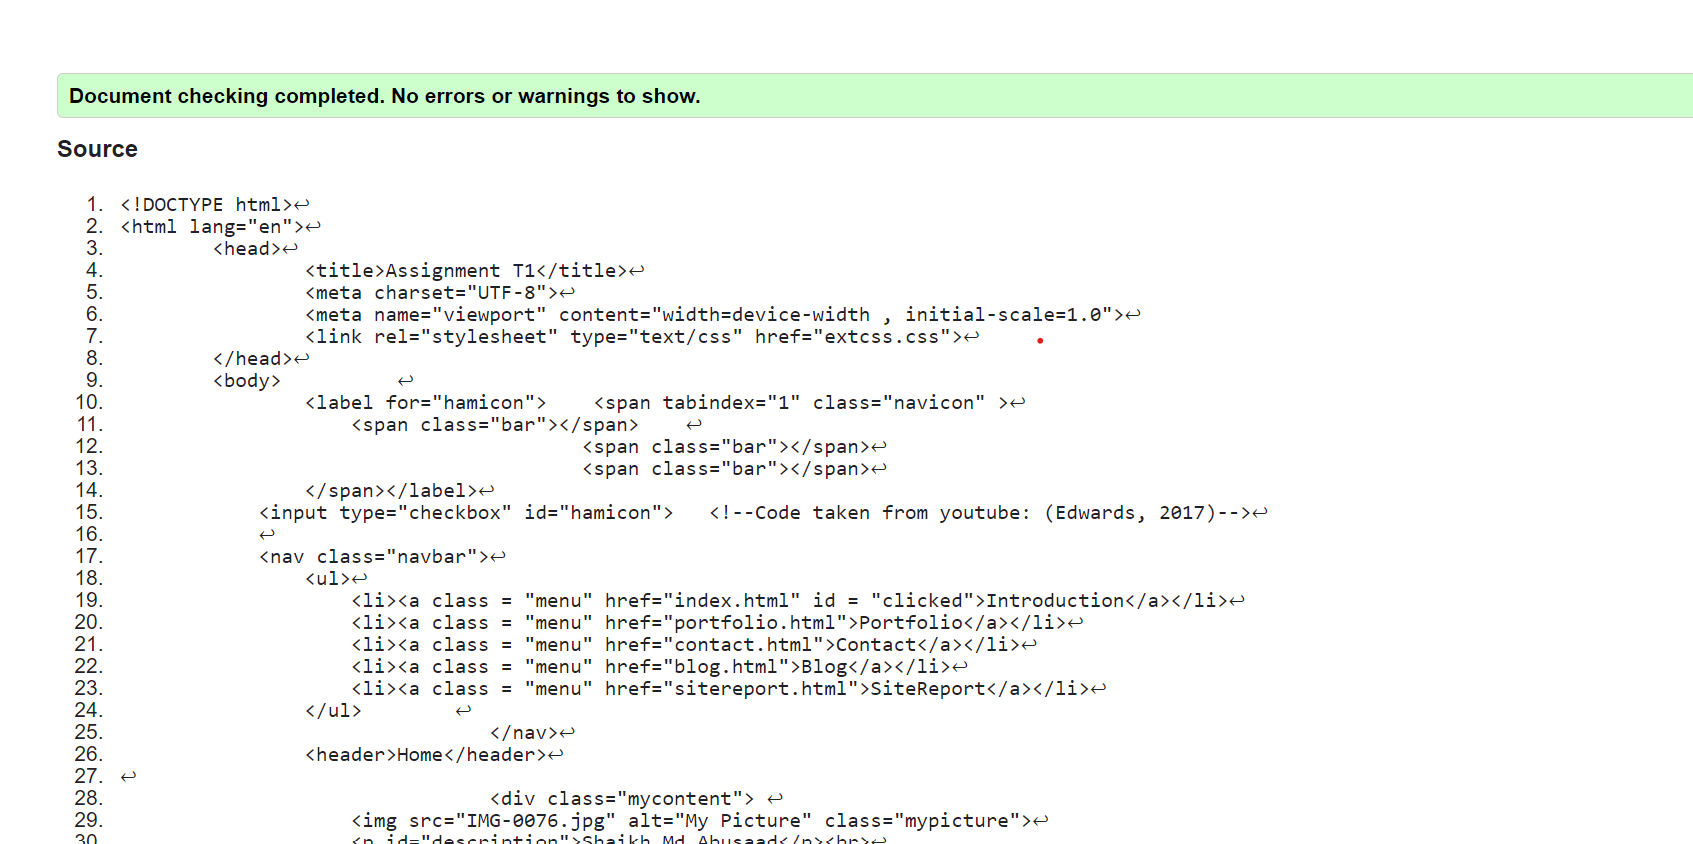 Document checking completed. No errors or warnings to show.
Source
1. <!DOCTYPE html>↩
2. <html lang="en">↩
3. <head>↩
4. <title>Assignment T1</title>↩
5. <meta charset="UTF-8">↩
6. <meta name="viewport" content="width=device-width , initial-scale=1.0">↩
7. <link rel="stylesheet" type="text/css" href="extcss.css">↩
8. </head>↩
9. <body> ↩
10. <label for="hamicon"> <span tabindex="1" class="navicon" >↩
11. <span class="bar"></span> ↩
12. <span class="bar"></span>↩
13. <span class="bar"></span>↩
14. </span></label>↩
15. <input type="checkbox" id="hamicon"> <!--Code taken from youtube: (Edwards, 2017)-->↩
16. ↩
17. <nav class="navbar">↩
18. <ul>↩
19. <li><a class = "menu" href="index.html" id = "clicked">Introduction</a></li>↩
20. <li><a class = "menu" href="portfolio.html">Portfolio</a></li>↩
21. <li><a class = "menu" href="contact.html">Contact</a></li>↩
22. <li><a class = "menu" href="blog.html">Blog</a></li>↩
23. <li><a class = "menu" href="sitereport.html">SiteReport</a></li>↩
24. </ul> ↩
25. </nav>↩
26. <header>Home</header>↩
27. ↩
28. <div class="mycontent"> ↩
29. <img src="IMG-0076.jpg" alt="My Picture" class="mypicture">↩
30. <p id="description">Shaikh Md Abusaad</p><br>↩